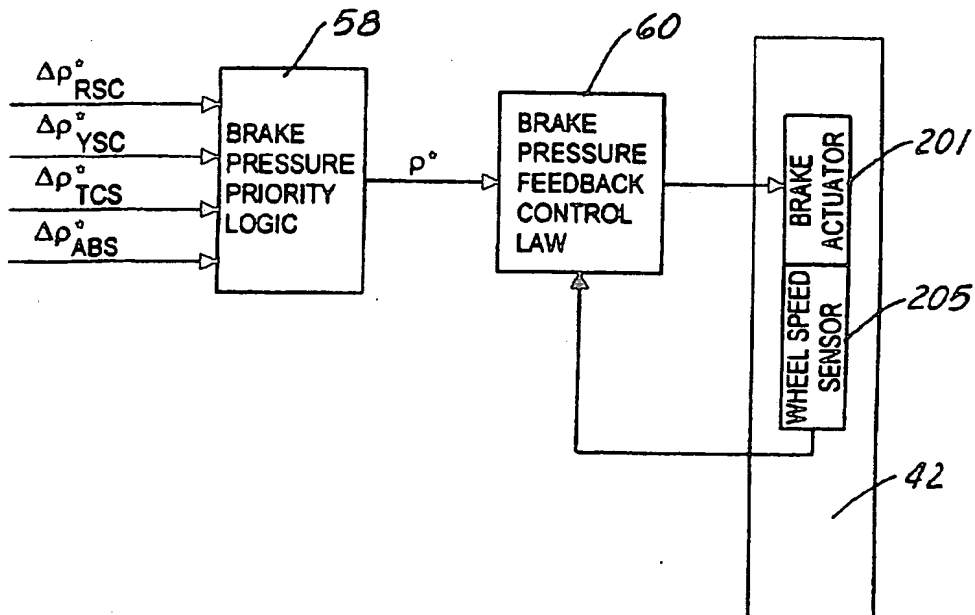 58
60
Δρ*RSC
Δρ*YSC
Δρ*TCS
Δρ*ABS
BRAKE
PRESSURE
PRIORITY
LOGIC
ρ*
BRAKE
PRESSURE
FEEDBACK
CONTROL
LAW
BRAKE
ACTUATOR
201
WHEEL SPEED
SENSOR
205
42